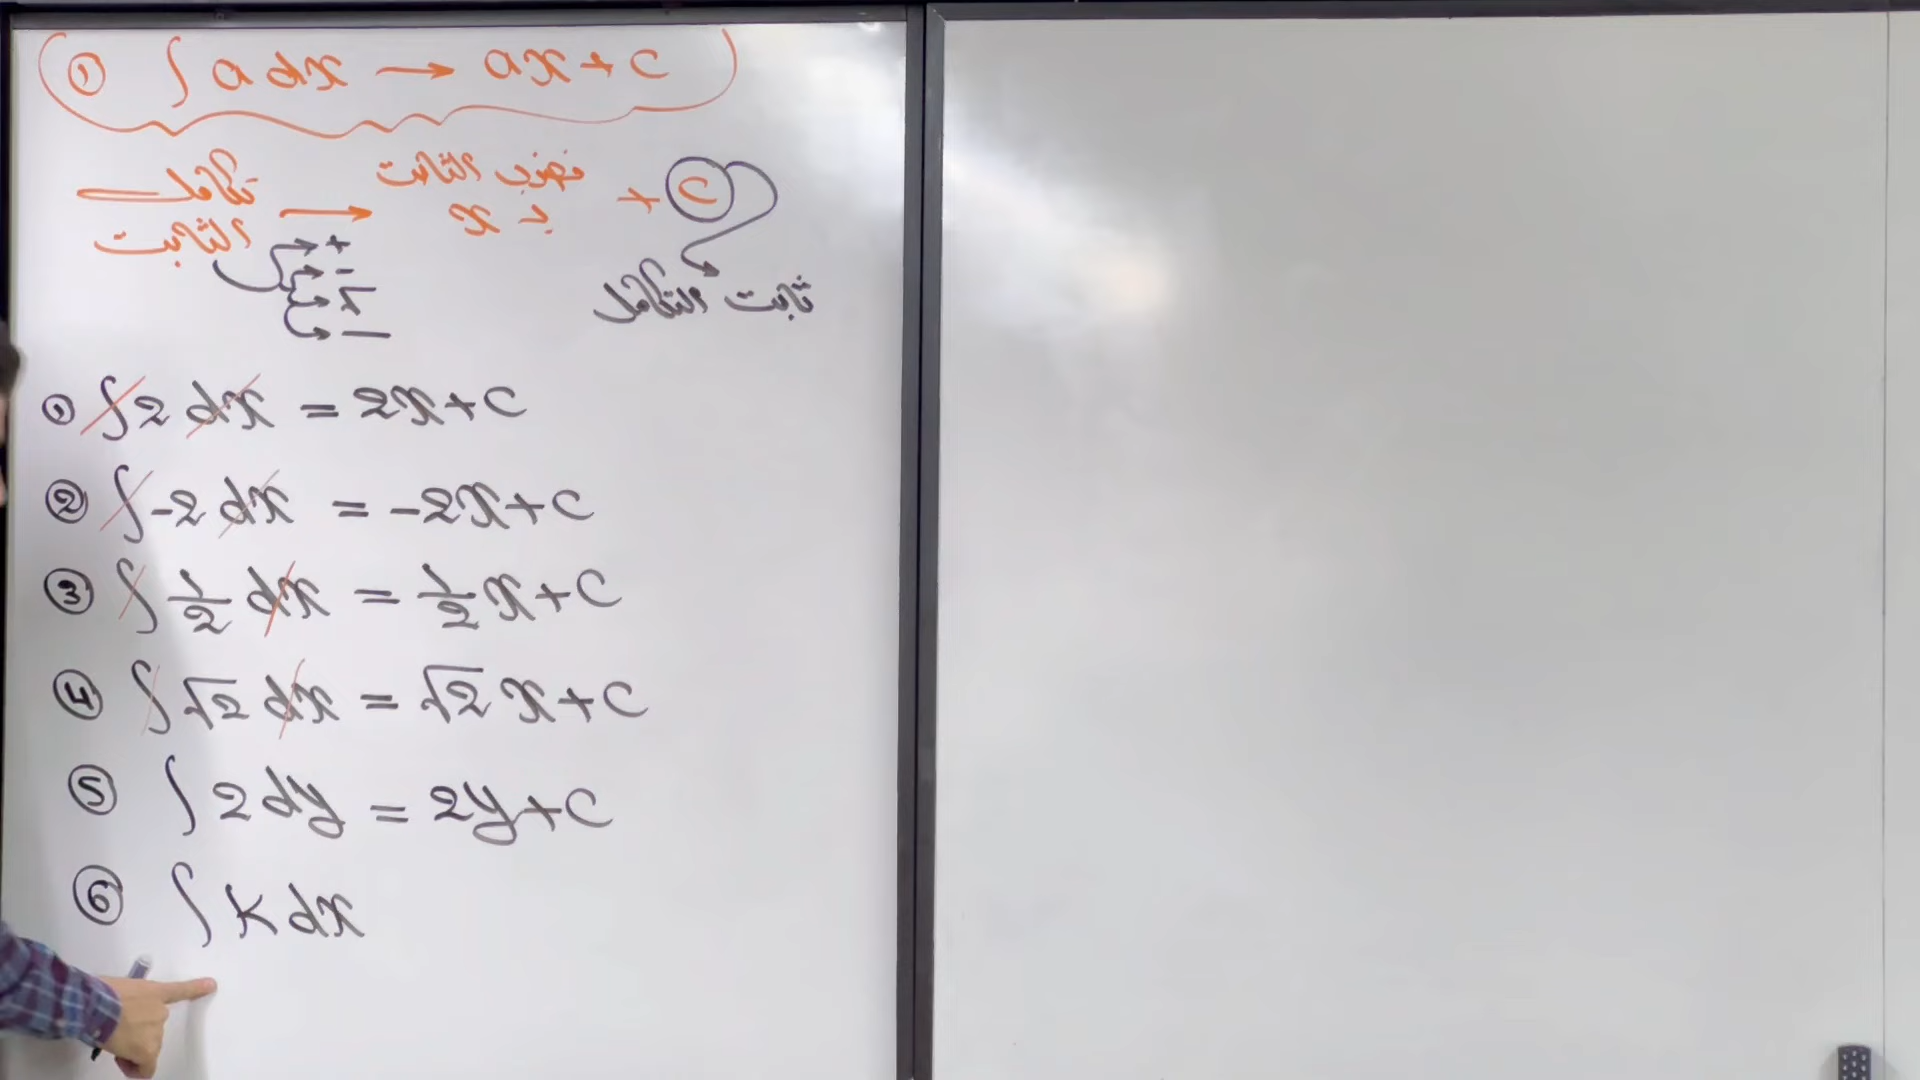 ① ∫ a dx → ax + c
تكامل الثابت → نضرب الثابت بـ x + c
→ +
→ -
→ √
→ —
ثابت التكامل
① ∫ 2 dx = 2x + c
② ∫ -2 dx = -2x + c
③ ∫ 1/2 dx = 1/2 x + c
④ ∫ √2 dx = √2 x + c
⑤ ∫ 2 dy = 2y + c
⑥ ∫ k dx